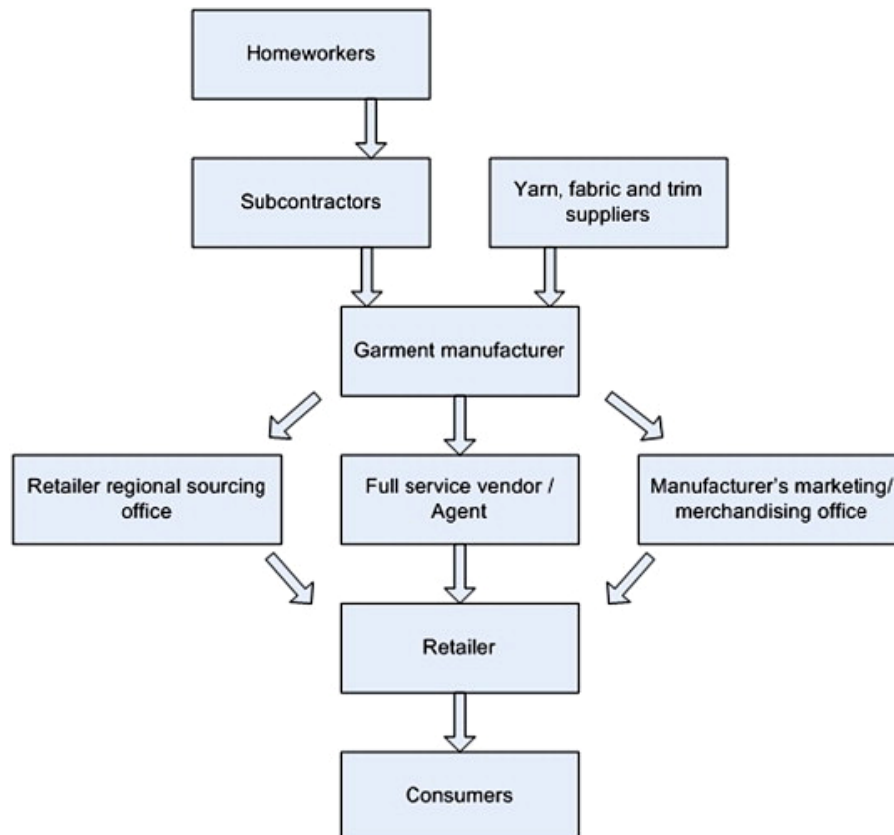 Homeworkers
Subcontractors
Yarn, fabric and trim
suppliers
Garment manufacturer
Retailer regional sourcing
office
Full service vendor /
Agent
Manufacturer's marketing/
merchandising office
Retailer
Consumers